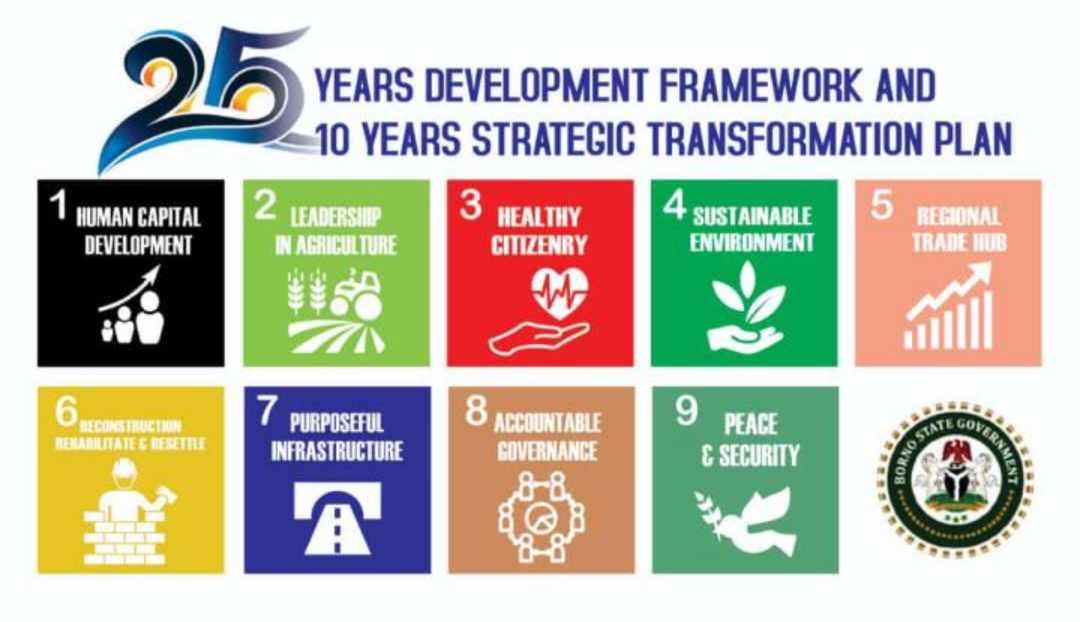 25 YEARS DEVELOPMENT FRAMEWORK AND
10 YEARS STRATEGIC TRANSFORMATION PLAN
1 HUMAN CAPITAL
DEVELOPMENT
2 LEADERSHIP
IN AGRICULTURE
3 HEALTHY
CITIZENRY
4 SUSTAINABLE
ENVIRONMENT
5 REGIONAL
TRADE HUB
6 RECONSTRUCTION
REHABILITATE & RESETTLE
7 PURPOSEFUL
INFRASTRUCTURE
8 ACCOUNTABLE
GOVERNANCE
9 PEACE
& SECURITY
BORNO STATE GOVERNMENT